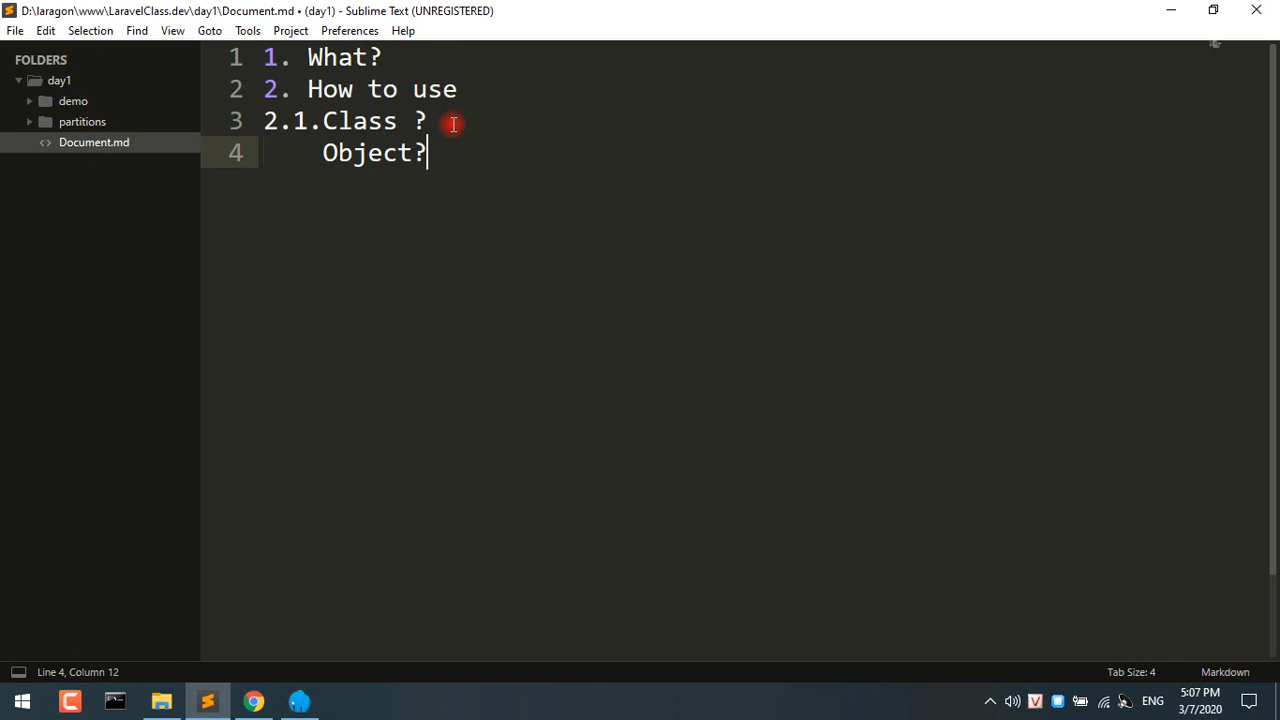 D:\laragon\www\LaravelClass.dev\day1\Document.md • (day1) - Sublime Text (UNREGISTERED)
File Edit Selection Find View Goto Tools Project Preferences Help
FOLDERS
day1
demo
partitions
<> Document.md
1 1. What?
2 2. How to use
3 2.1.Class ?
4 Object?
Line 4, Column 12
Tab Size: 4
Markdown
C
V
ENG
5:07 PM
3/7/2020